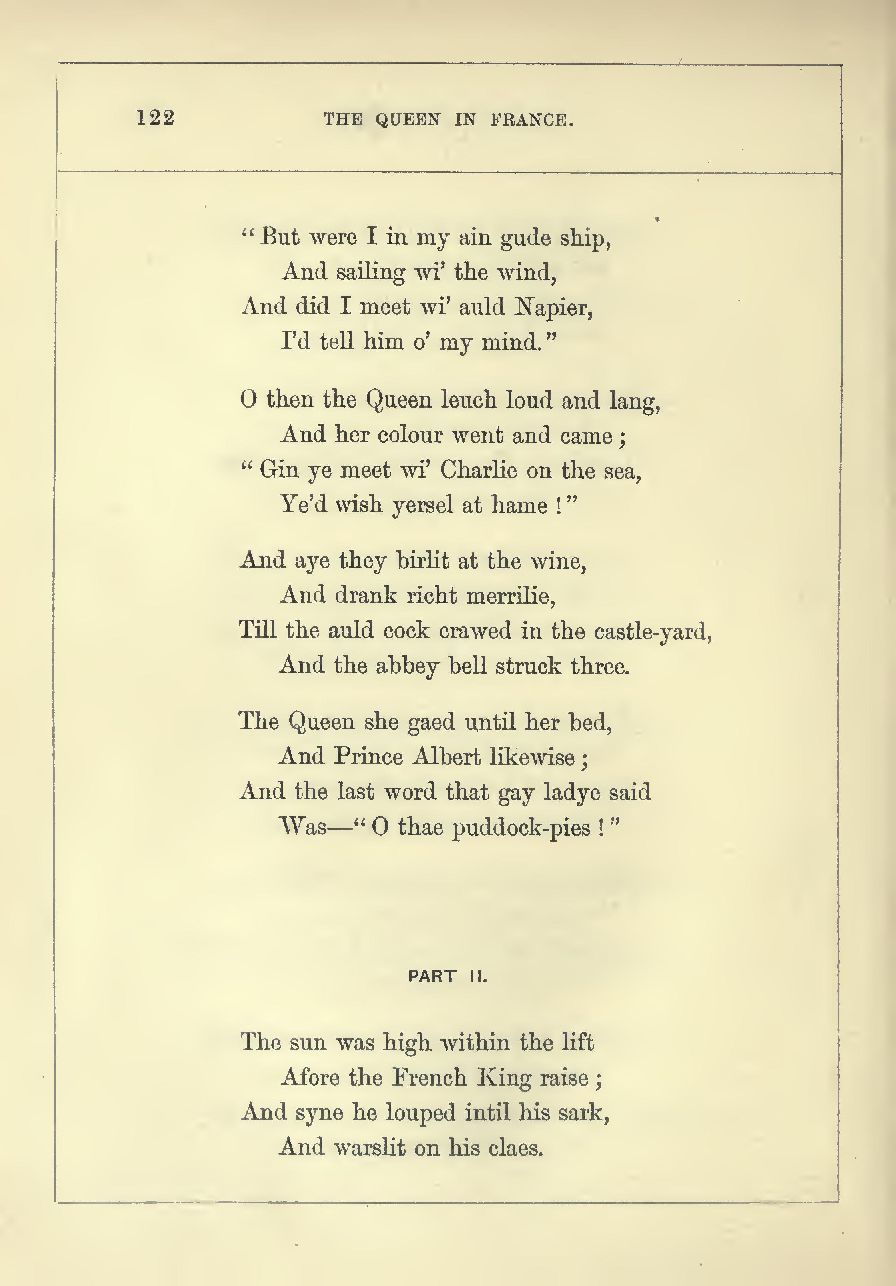 122 THE QUEEN IN FRANCE.
“ But were I in my ain gude ship,
And sailing wi’ the wind,
And did I meet wi’ auld Napier,
I’d tell him o’ my mind.”
O then the Queen leuch loud and lang,
And her colour went and came ;
“ Gin ye meet wi’ Charlie on the sea,
Ye’d wish yersel at hame ! ”
And aye they birlit at the wine,
And drank richt merrilie,
Till the auld cock crawed in the castle-yard,
And the abbey bell struck three.
The Queen she gaed until her bed,
And Prince Albert likewise ;
And the last word that gay ladye said
Was—“ O thae puddock-pies ! ”
PART II.
The sun was high within the lift
Afore the French King raise ;
And syne he louped intil his sark,
And warslit on his claes.